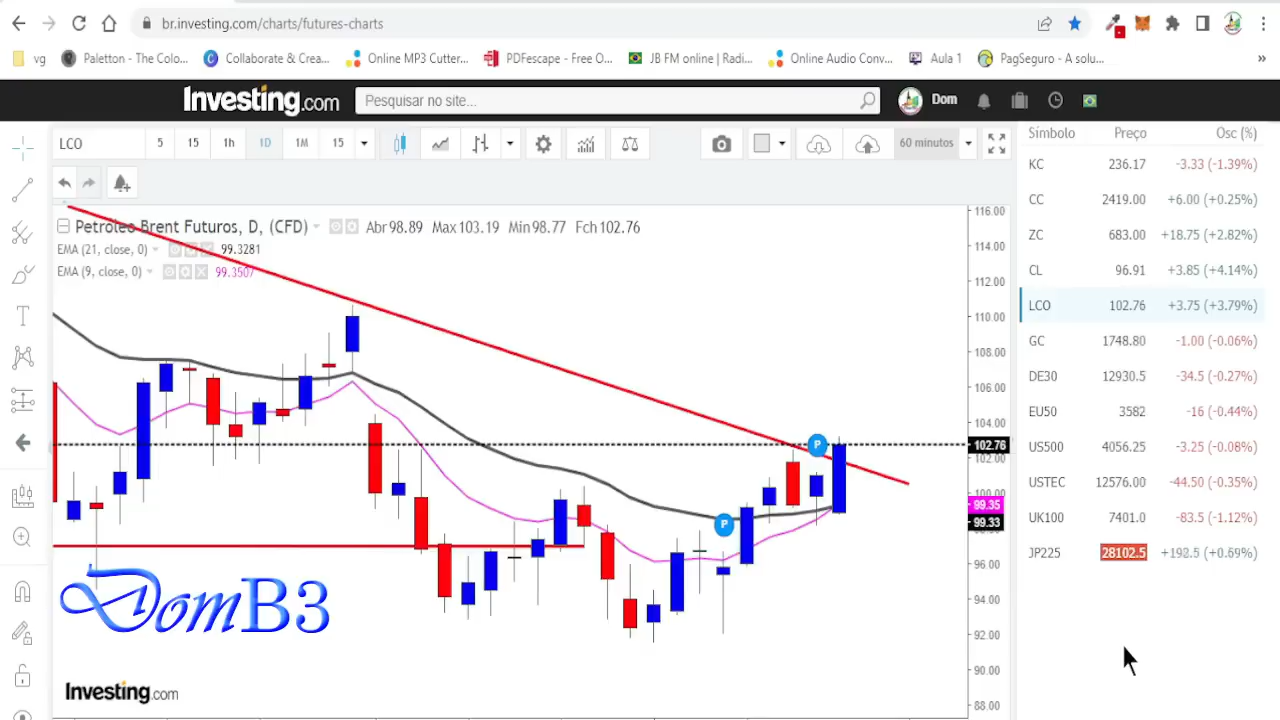 br.investing.com/charts/futures-charts
vg
Paletton - The Colo...
Collaborate & Crea...
Online MP3 Cutter...
PDFescape - Free O...
JB FM online | Radi...
Online Audio Conv...
Aula 1
PagSeguro - A solu...
»
Investing.com
Pesquisar no site...
Dom
LCO
5
15
1h
1D
1M
15
60 minutos
Petróleo Brent Futuros, D, (CFD)
Abr 98.89 Max 103.19 Min 98.77 Fch 102.76
EMA (21, close, 0)
99.3281
EMA (9, close, 0)
99.3507
P
P
116.00
114.00
112.00
110.00
108.00
106.00
104.00
102.76
102.00
100.00
99.35
99.33
96.00
94.00
92.00
90.00
88.00
DomB3
Investing.com
Símbolo Preço Osc (%)
KC 236.17 -3.33 (-1.39%)
CC 2419.00 +6.00 (+0.25%)
ZC 683.00 +18.75 (+2.82%)
CL 96.91 +3.85 (+4.14%)
LCO 102.76 +3.75 (+3.79%)
GC 1748.80 -1.00 (-0.06%)
DE30 12930.5 -34.5 (-0.27%)
EU50 3582 -16 (-0.44%)
US500 4056.25 -3.25 (-0.08%)
USTEC 12576.00 -44.50 (-0.35%)
UK100 7401.0 -83.5 (-1.12%)
JP225 28102.5 +192.5 (+0.69%)